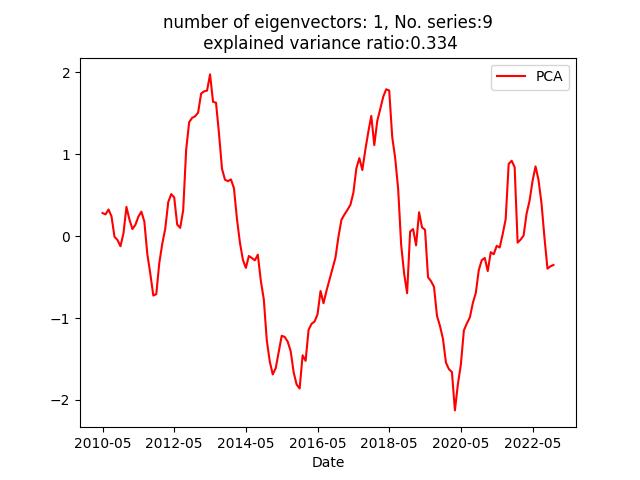 number of eigenvectors: 1, No. series:9
explained variance ratio:0.334
PCA
2
1
0
−1
−2
2010-05 2012-05 2014-05 2016-05 2018-05 2020-05 2022-05
Date